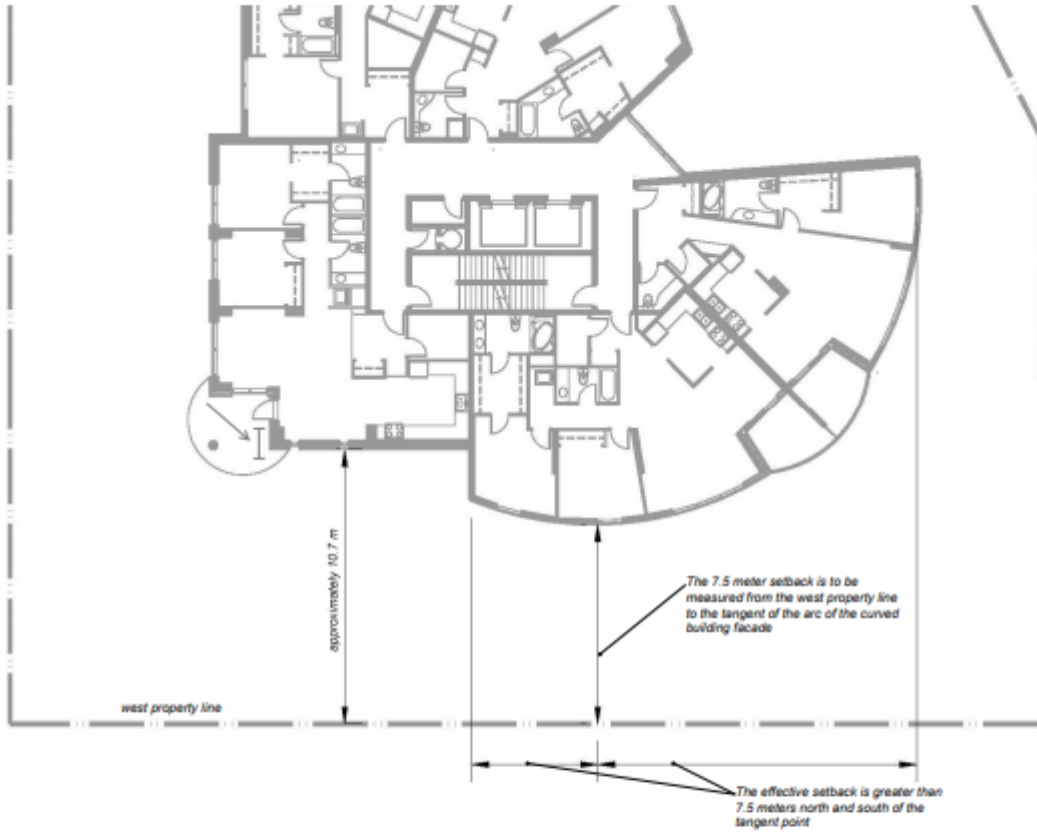 approximately 10.7 m
The 7.5 meter setback is to be
measured from the west property line
to the tangent of the arc of the curved
building facade
west property line
The effective setback is greater than
7.5 meters north and south of the
tangent point